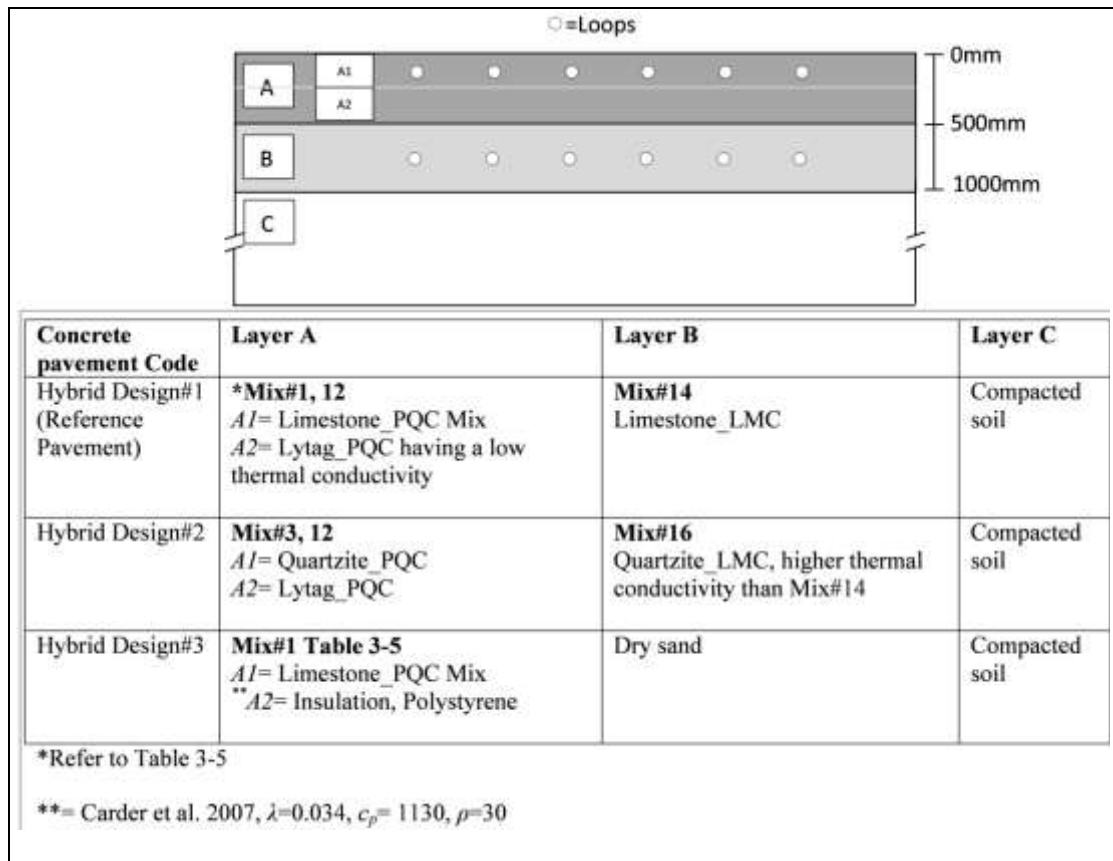 ○=Loops
0mm
A
A1
A2
500mm
B
1000mm
C
Concrete pavement Code
Layer A
Layer B
Layer C
Hybrid Design#1
(Reference
Pavement)
*Mix#1, 12
A1= Limestone_PQC Mix
A2= Lytag_PQC having a low
thermal conductivity
Mix#14
Limestone_LMC
Compacted
soil
Hybrid Design#2
Mix#3, 12
A1= Quartzite_PQC
A2= Lytag_PQC
Mix#16
Quartzite_LMC, higher thermal
conductivity than Mix#14
Compacted
soil
Hybrid Design#3
Mix#1 Table 3-5
A1= Limestone_PQC Mix
**A2= Insulation, Polystyrene
Dry sand
Compacted
soil
*Refer to Table 3-5
**= Carder et al. 2007, λ=0.034, cp= 1130, ρ=30